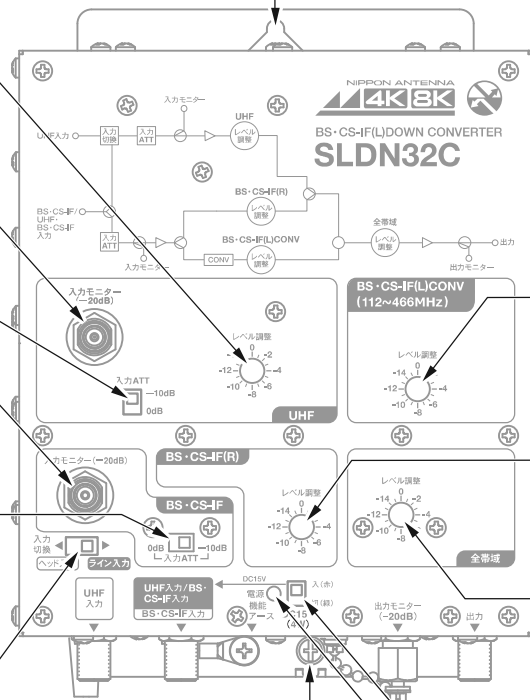 NIPPON ANTENNA
4K 8K
BS・CS-IF(L)DOWN CONVERTER
SLDN32C
入力モニター
UHF
UHF入力
入力切換
入力ATT
レベル調整
BS・CS-IF(R)
レベル調整
BS・CS-IF/
UHF・
BS・CS-IF
入力
入力ATT
BS・CS-IF(L)CONV
CONV
レベル調整
入力モニター
全帯域
レベル調整
出力
出力モニター
入力モニター
(−20dB)
入力ATT
−10dB
0dB
レベル調整
0
-2
-4
-6
-8
-10
-12
UHF
BS・CS-IF(L)CONV
(112~466MHz)
レベル調整
0
-4
-6
-8
-10
-12
-14
入力モニター(−20dB)
BS・CS-IF(R)
BS・CS-IF
0dB
−10dB
入力ATT
レベル調整
0
-2
-4
-6
-8
-10
-12
-14
レベル調整
0
-2
-4
-8
-10
-12
-14
全帯域
入力
切換
ライン入力
UHF
入力
UHF入力/BS・
CS-IF入力
BS・CS-IF入力
DC15V
電源
機能
アース
入(赤)
出力モニター
(−20dB)
出力